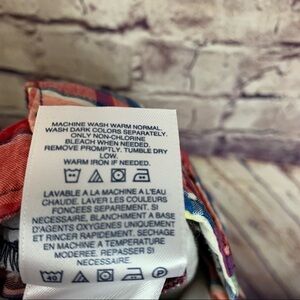 MACHINE WASH WARM NORMAL.
WASH DARK COLORS SEPARATELY.
ONLY NON-CHLORINE
BLEACH WHEN NEEDED.
REMOVE PROMPTLY. TUMBLE DRY
LOW.
WARM IRON IF NEEDED.
LAVABLE A LA MACHINE A L'EAU
CHAUDE. LAVER LES COULEURS
FONCEES SEPAREMENT. SI
NECESSAIRE, BLANCHIMENT A BASE
D'AGENTS OXYGENES UNIQUEMENT
ET RINCER RAPIDEMENT. SECHAGE
EN MACHINE A TEMPERATURE
MODEREE. REPASSER SI
NECESSAIRE.
40
P